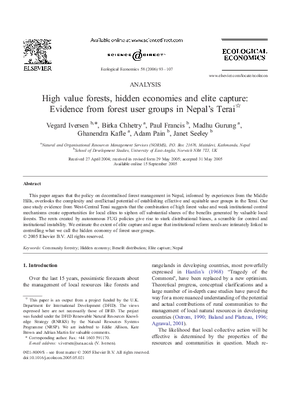 Available online at www.sciencedirect.com
SCIENCE DIRECT®
ELSEVIER
Ecological Economics 58 (2006) 93 – 107
ECOLOGICAL
ECONOMICS
www.elsevier.com/locate/ecolecon
ANALYSIS
High value forests, hidden economies and elite capture:
Evidence from forest user groups in Nepal's Terai
Vegard Iversen b,*, Birka Chhetry a, Paul Francis b, Madhu Gurung a,
Ghanendra Kafle a, Adam Pain b, Janet Seeley b
a Natural and Organizational Resource Management Services (NORMS), PO. Box 21978, Maitidevi, Kathmandu, Nepal
b School of Development Studies, University of East-Anglia, Norwich NR4 7TJ, UK
Received 27 April 2004; received in revised form 29 May 2005; accepted 31 May 2005
Available online 15 September 2005
Abstract
This paper argues that the policy on decentralised forest management in Nepal, informed by experiences from the Middle
Hills, overlooks the complexity and conflictual potential of establishing effective and equitable user groups in the Terai. Our
case study evidence from West-Central Terai suggests that the combination of high forest value and weak institutional control
mechanisms create opportunities for local elites to siphon off substantial shares of the benefits generated by valuable local
forests. The rents created by autonomous FUG policies give rise to stark distributional biases, a scramble for control and
institutional instability. We estimate the extent of elite capture and argue that institutional reform needs are intimately linked to
controlling what we call the hidden economy of forest user groups.
© 2005 Elsevier B.V. All rights reserved.
Keywords: Community forestry; Hidden economy; Benefit distribution; Elite capture; Nepal
1. Introduction
Over the last 15 years, pessimistic forecasts about
the management of local resources like forests and
This paper is an output from a project funded by the U.K.
Department for International Development (DFID). The views
expressed here are not necessarily those of DFID. The project
was funded under the DFID Renewable Natural Resources Know-
ledge Strategy (RNRKS) by the Natural Resources Systems
Programme (NRSP). We are indebted to Eddie Allison, Kate
Brown and Adrian Martin for valuable comments.
* Corresponding author. Fax: +44 1603 591170.
E-mail address: v.iversen@uea.ac.uk (V. Iversen).
rangelands in developing countries, most powerfully
expressed in Hardin's (1968) "Tragedy of the
Commons", have been replaced by a new optimism.
Theoretical progress, conceptual clarifications and a
large number of in-depth case studies have paved the
way for a more nuanced understanding of the potential
and actual contributions of rural communities to the
management of local natural resources in developing
countries (Ostrom, 1990; Baland and Platteau, 1996;
Agrawal, 2001).
The likelihood that local collective action will be
effective is determined by the properties of the
resources and communities in question. Much re-
0921-8009/$ - see front matter © 2005 Elsevier B.V. All rights reserved.